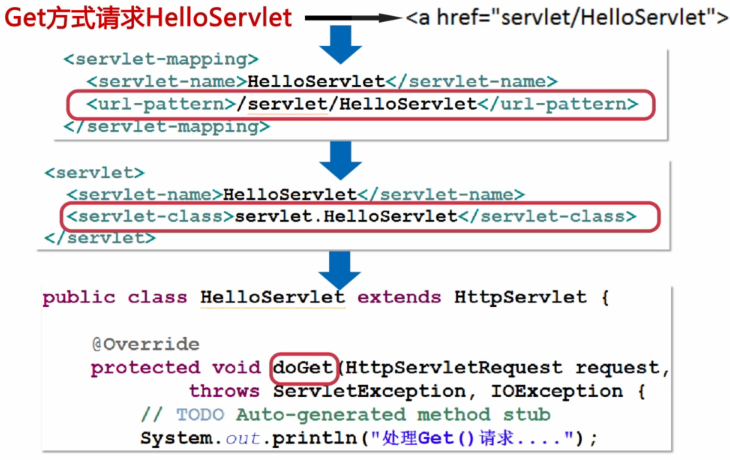 Get方式请求HelloServlet <a href="servlet/HelloServlet">
<servlet-mapping>
<servlet-name>HelloServlet</servlet-name>
<url-pattern>/servlet/HelloServlet</url-pattern>
</servlet-mapping>
<servlet>
<servlet-name>HelloServlet</servlet-name>
<servlet-class>servlet.HelloServlet</servlet-class>
</servlet>
public class HelloServlet extends HttpServlet {
@Override
protected void doGet(HttpServletRequest request,
throws ServletException, IOException {
// TODO Auto-generated method stub
System.out.println("处理Get()请求....");